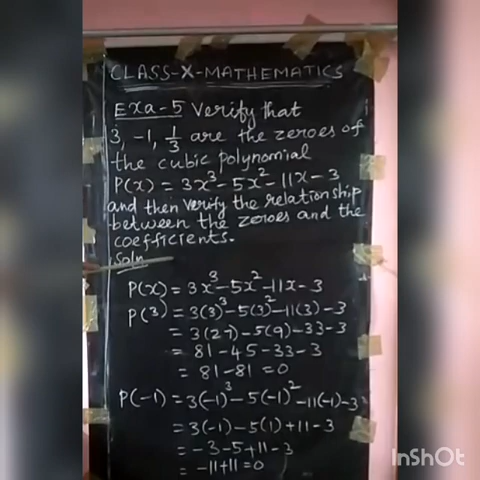 CLASS-X-MATHEMATICS
Exa-5 Verify that
3, -1, 1/3 are the zeroes of
the cubic polynomial
P(x) = 3x³ - 5x² - 11x - 3
and then verify the relationship
between the zeroes and the
coefficients.
Soln
P(x) = 3x³ - 5x² - 11x - 3
P(3) = 3(3)³ - 5(3)² - 11(3) - 3
= 3(27) - 5(9) - 33 - 3
= 81 - 45 - 33 - 3
= 81 - 81 = 0
P(-1) = 3(-1)³ - 5(-1)² - 11(-1) - 3
= 3(-1) - 5(1) + 11 - 3
= -3 - 5 + 11 - 3
= -11 + 11 = 0
InShOt